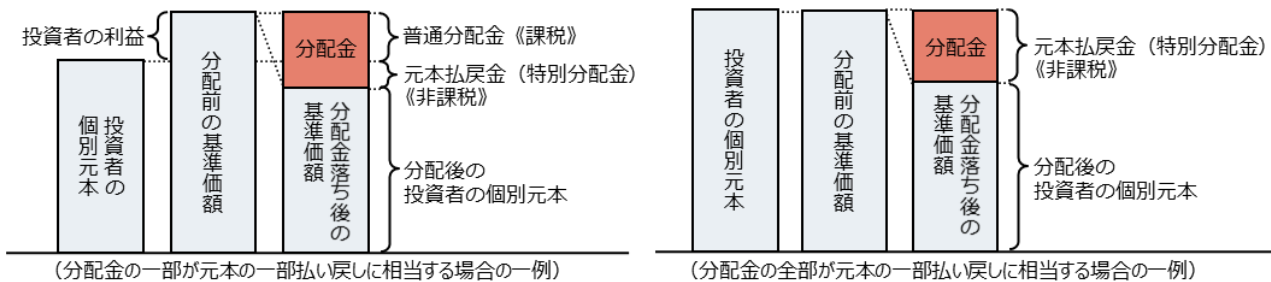 投資者の利益
投資者の
個別元本
分配前の基準価額
分配金
分配金落ち後の
基準価額
普通分配金《課税》
元本払戻金（特別分配金）
《非課税》
分配後の
投資者の個別元本
（分配金の一部が元本の一部払い戻しに相当する場合の一例）
投資者の個別元本
分配前の基準価額
分配金
分配金落ち後の
基準価額
元本払戻金（特別分配金）
《非課税》
分配後の
投資者の個別元本
（分配金の全部が元本の一部払い戻しに相当する場合の一例）